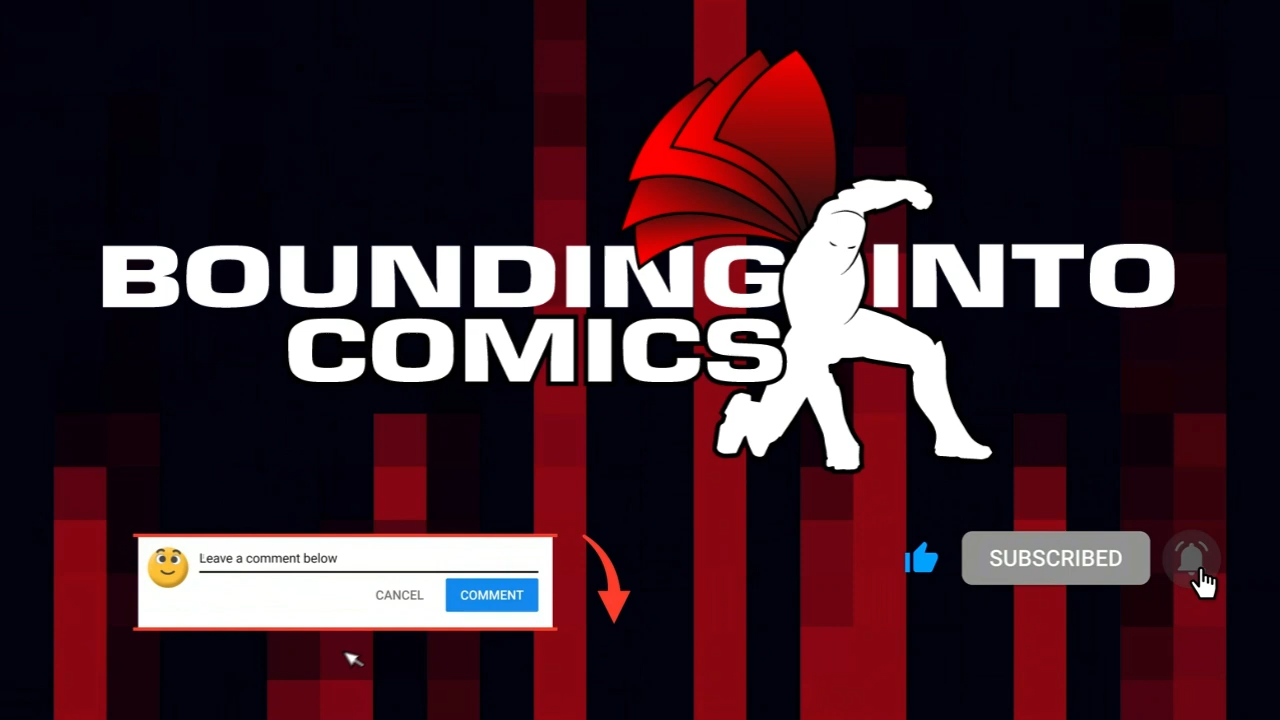 BOUNDING INTO
COMICS
Leave a comment below
CANCEL COMMENT
SUBSCRIBED